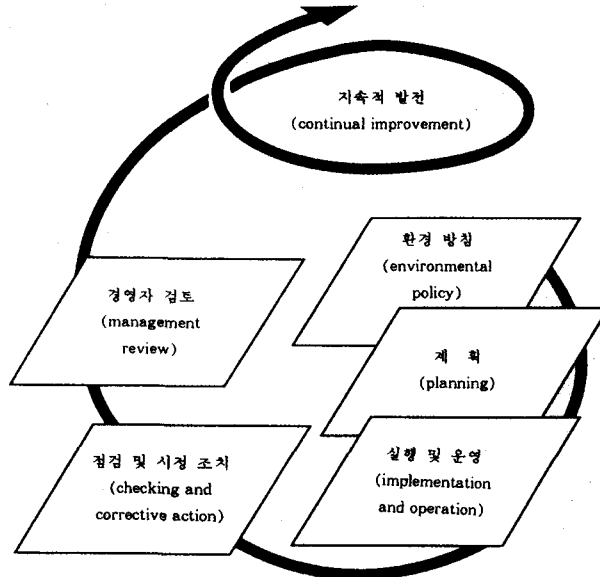 지속적 발전
(continual improvement)
환경 방침
(environmental
policy)
경영자 검토
(management
review)
계 획
(planning)
점검 및 시정 조치
(checking and
corrective action)
실행 및 운영
(implementation
and operation)